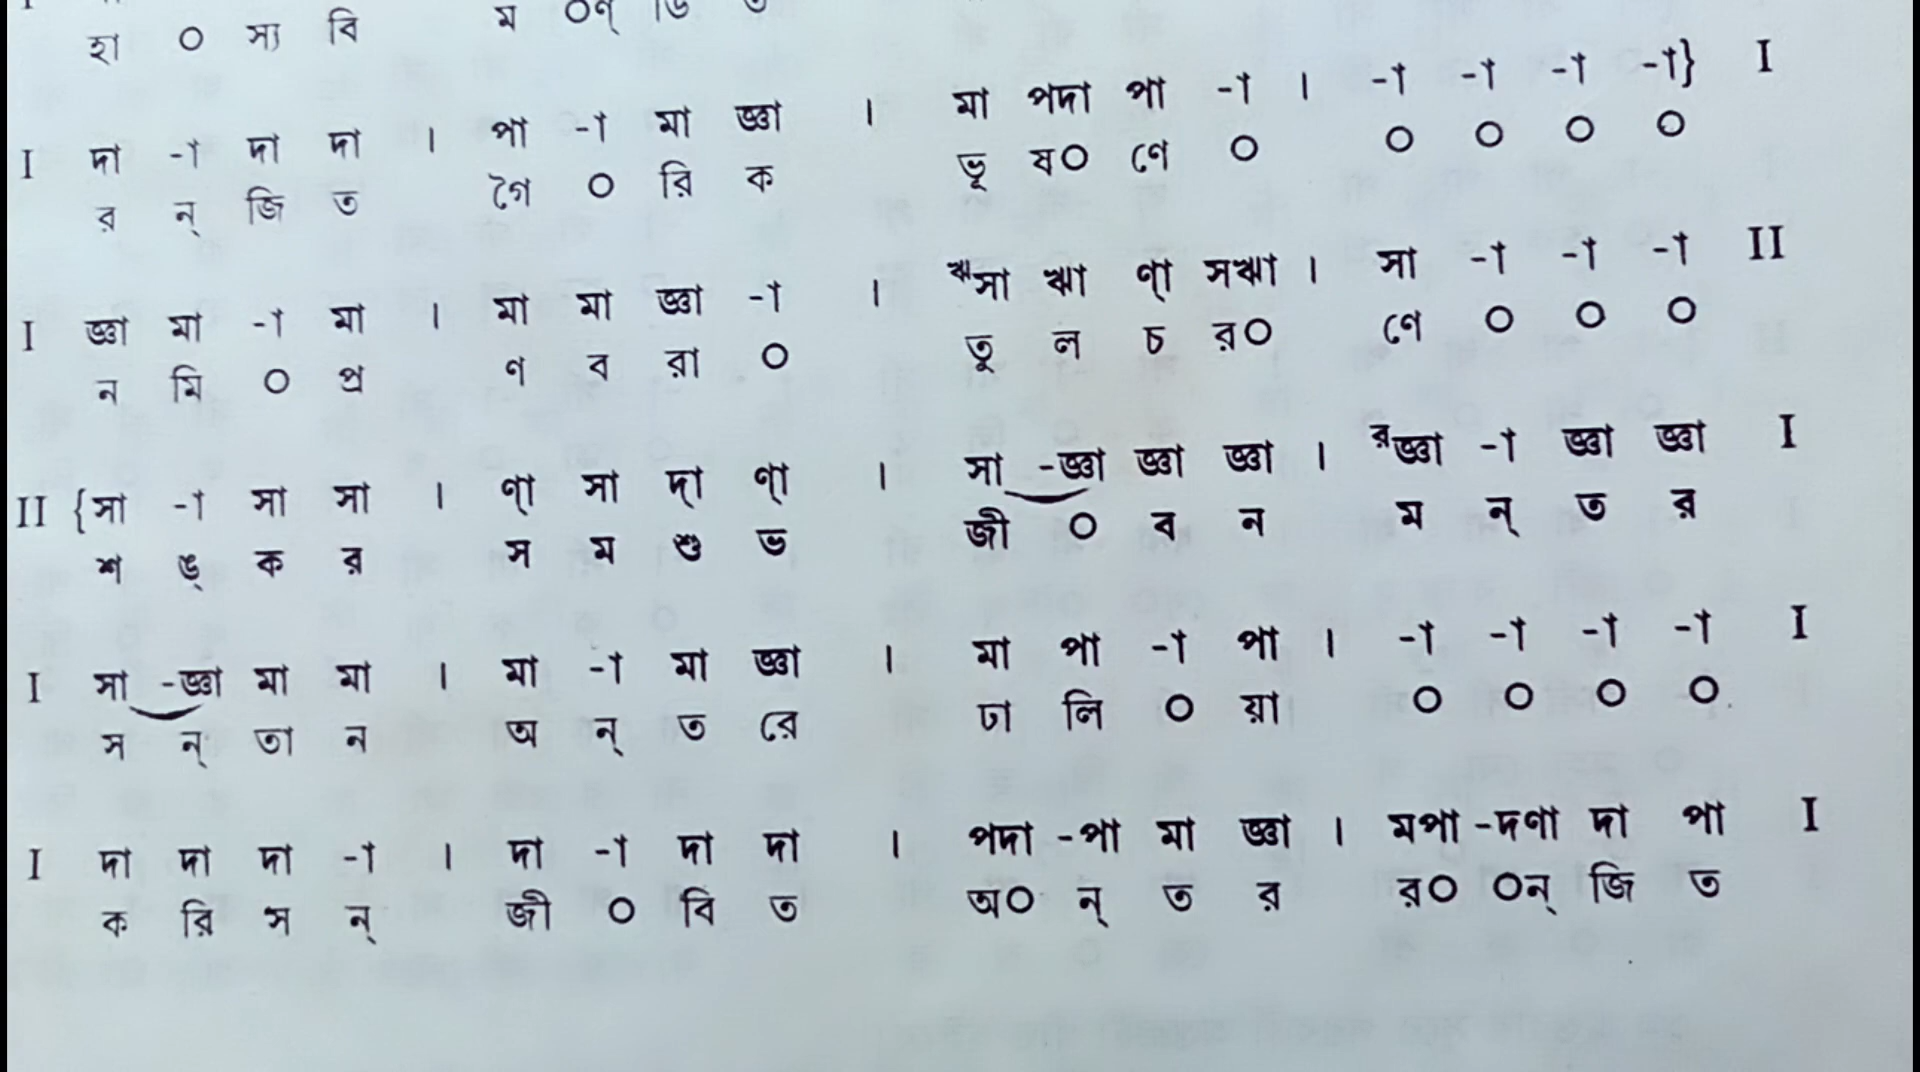 হা ০ স্য বি ম ০ন্ ডি ত
I দা -া দা দা । পা -া মা জ্ঞা । মা পদা পা -া । -া -া -া -া} I
র ন্ জি ত গৈ ০ রি ক ভূ ষ০ ণে ০ ০ ০ ০ ০
I জ্ঞা মা -া মা । মা মা জ্ঞা -া । ঋসা ঋা ণ্া সঋা । সা -া -া -া II
ন মি ০ প্র ণ ব রা ০ তু ল চ র০ ণে ০ ০ ০
II {সা -া সা সা । ণ্া সা দ্া ণ্া । সা -জ্ঞা জ্ঞা জ্ঞা । রজ্ঞা -া জ্ঞা জ্ঞা I
শ ঙ্ ক র স ম শু ভ জী ০ ব ন ম ন্ ত র
I সা -জ্ঞা মা মা । মা -া মা জ্ঞা । মা পা -া পা । -া -া -া -া I
স ন্ তা ন অ ন্ ত রে ঢা লি ০ য়া ০ ০ ০ ০
I দা দা দা -া । দা -া দা দা । পদা -পা মা জ্ঞা । মপা -দণা দা পা I
ক রি স ন্ জী ০ বি ত অ০ ন্ ত র র০ ০ন্ জি ত